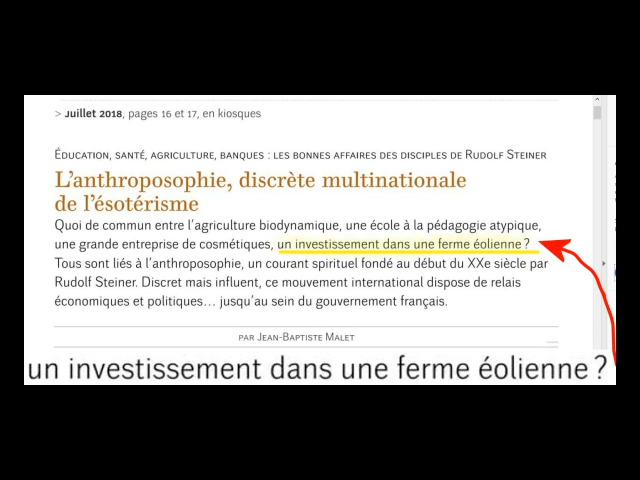 > Juillet 2018, pages 16 et 17, en kiosques
Éducation, santé, agriculture, banques : les bonnes affaires des disciples de Rudolf Steiner
L’anthroposophie, discrète multinationale
de l’ésotérisme
Quoi de commun entre l’agriculture biodynamique, une école à la pédagogie atypique,
une grande entreprise de cosmétiques, un investissement dans une ferme éolienne ?
Tous sont liés à l’anthroposophie, un courant spirituel fondé au début du XXe siècle par
Rudolf Steiner. Discret mais influent, ce mouvement international dispose de relais
économiques et politiques… jusqu’au sein du gouvernement français.
par Jean-Baptiste Malet
un investissement dans une ferme éolienne ?